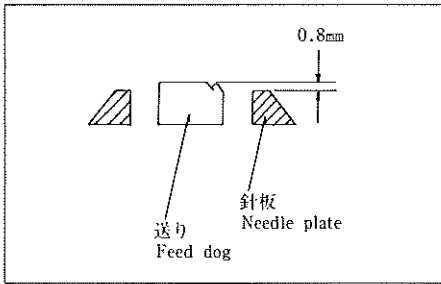 0.8mm
針板
Needle plate
送り
Feed dog